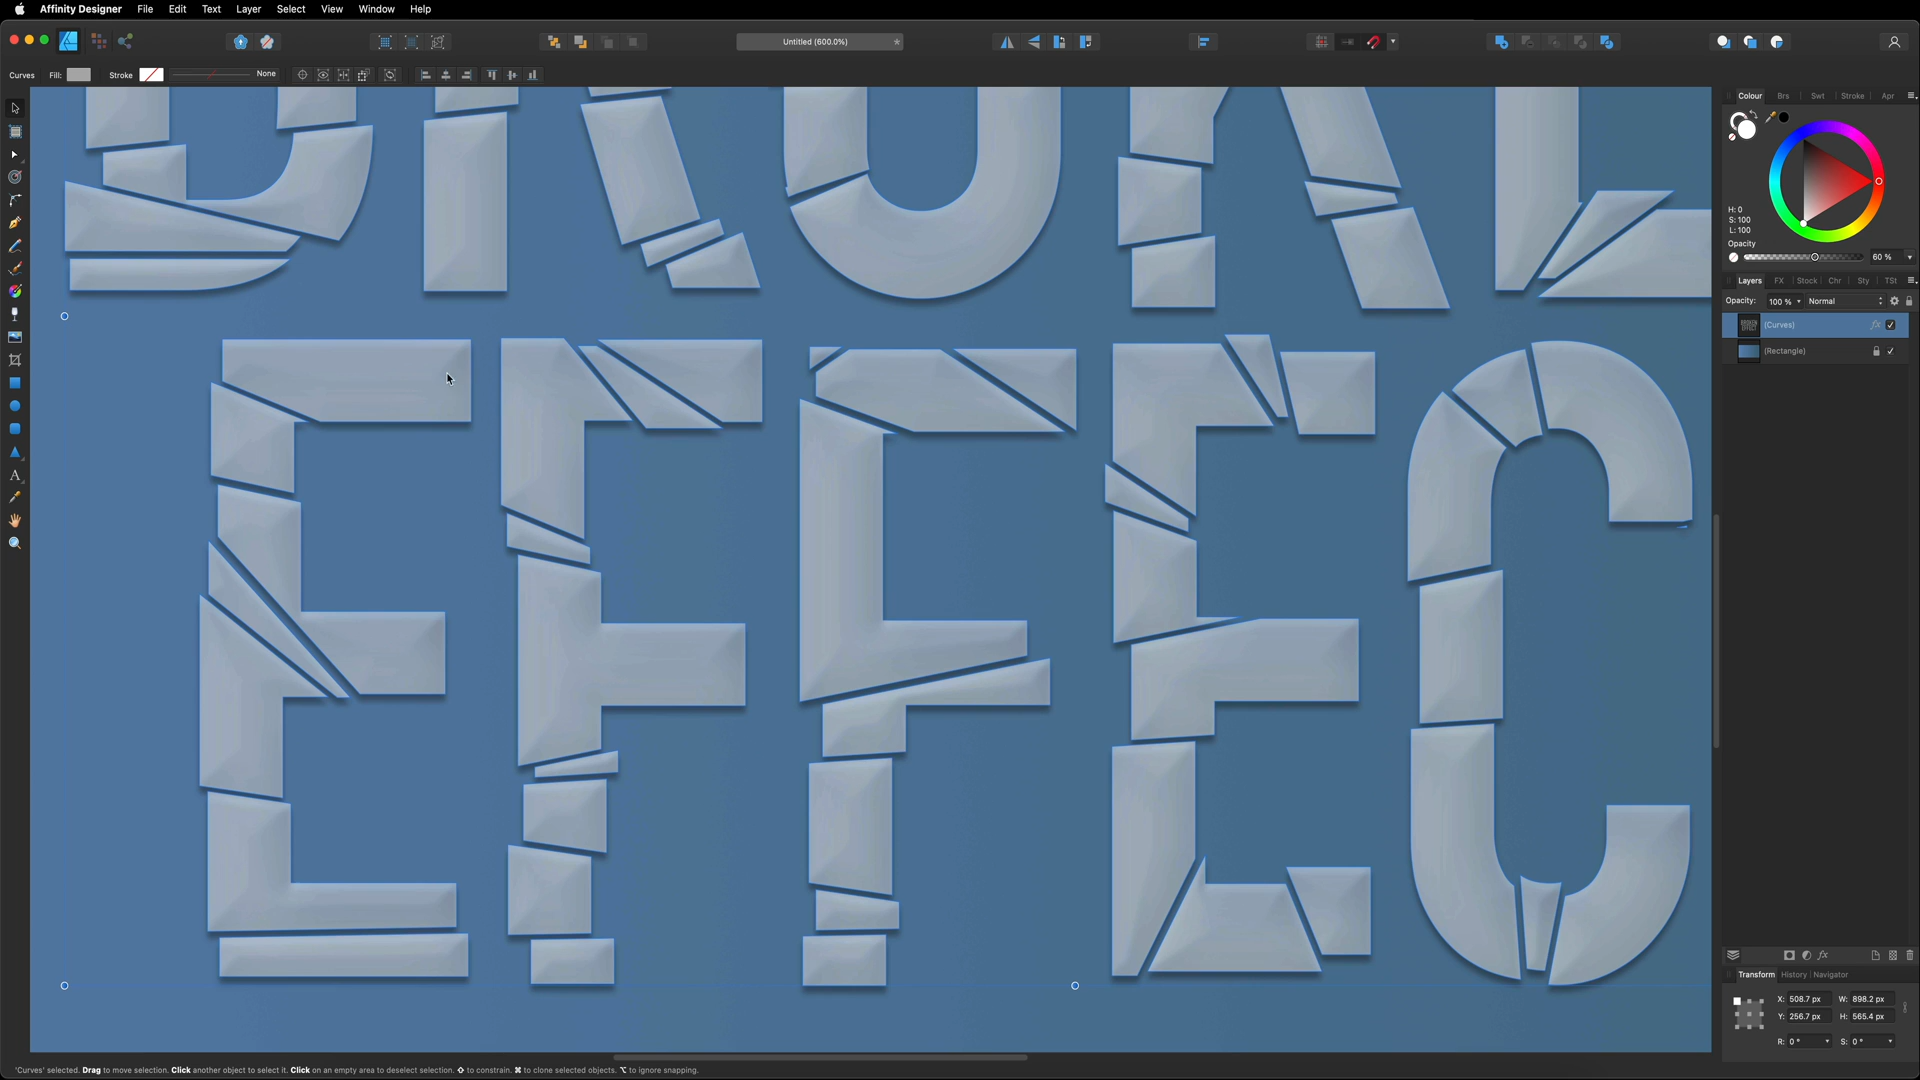 Affinity Designer File Edit Text Layer Select View Window Help
Untitled (600.0%)
Curves Fill: Stroke None
BROKEN
EFFEC
Colour Brs Swt Stroke Apr
H: 0
S: 100
L: 100
Opacity
60 %
Layers FX Stock Chr Sty TSt
Opacity: 100 % Normal
(Curves) fx
(Rectangle)
fx
Transform History Navigator
X: 508.7 px W: 898.2 px
Y: 256.7 px H: 565.4 px
R: 0 ° S: 0 °
'Curves' selected. Drag to move selection. Click another object to select it. Click on an empty area to deselect selection. ⇧ to constrain. ⌘ to clone selected objects. ⌥ to ignore snapping.